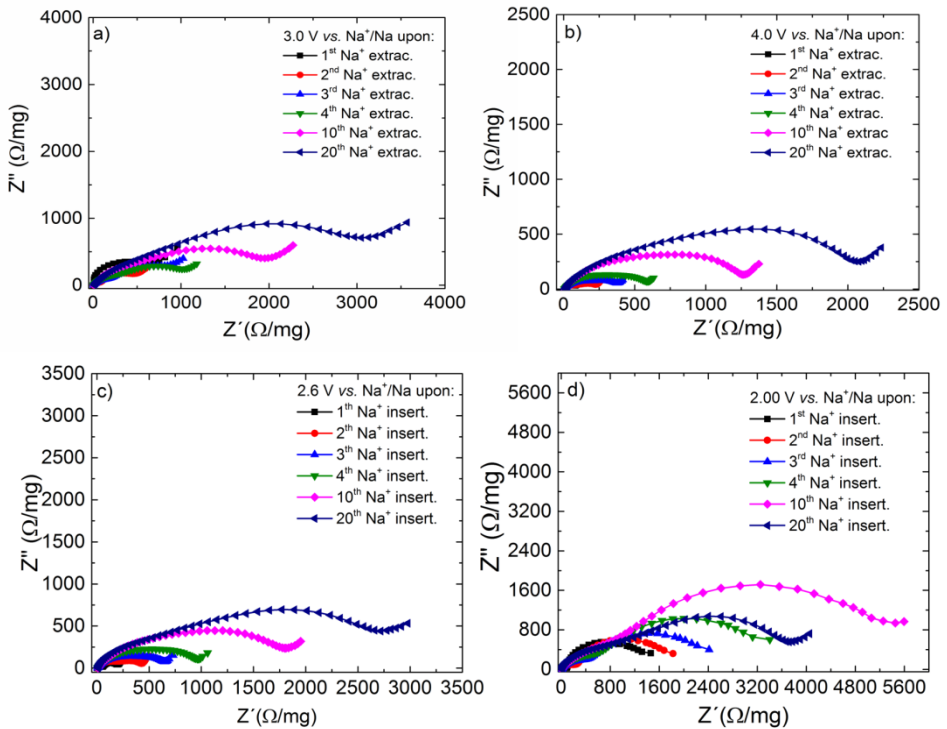 a)
3.0 V vs. Na⁺/Na upon:
1ˢᵗ Na⁺ extrac.
2ⁿᵈ Na⁺ extrac.
3ʳᵈ Na⁺ extrac.
4ᵗʰ Na⁺ extrac.
10ᵗʰ Na⁺ extrac.
20ᵗʰ Na⁺ extrac.
4000
3000
2000
1000
0
Z'' (Ω/mg)
0 1000 2000 3000 4000
Z´(Ω/mg)
b)
4.0 V vs. Na⁺/Na upon:
1ˢᵗ Na⁺ extrac.
2ⁿᵈ Na⁺ extrac.
3ʳᵈ Na⁺ extrac.
4ᵗʰ Na⁺ extrac.
10ᵗʰ Na⁺ extrac
20ᵗʰ Na⁺ extrac.
2500
2000
1500
1000
500
0
Z'' (Ω/mg)
0 500 1000 1500 2000 2500
Z´(Ω/mg)
c)
2.6 V vs. Na⁺/Na upon:
1ᵗʰ Na⁺ insert.
2ᵗʰ Na⁺ insert.
3ᵗʰ Na⁺ insert.
4ᵗʰ Na⁺ insert.
10ᵗʰ Na⁺ insert.
20ᵗʰ Na⁺ insert.
3500
3000
2500
2000
1500
1000
500
0
Z'' (Ω/mg)
0 500 1000 1500 2000 2500 3000 3500
Z´(Ω/mg)
d)
2.00 V vs. Na⁺/Na upon:
1ˢᵗ Na⁺ insert.
2ⁿᵈ Na⁺ insert.
3ʳᵈ Na⁺ insert.
4ᵗʰ Na⁺ insert.
10ᵗʰ Na⁺ insert.
20ᵗʰ Na⁺ insert.
5600
4800
4000
3200
2400
1600
800
0
Z'' (Ω/mg)
0 800 1600 2400 3200 4000 4800 5600
Z´(Ω/mg)